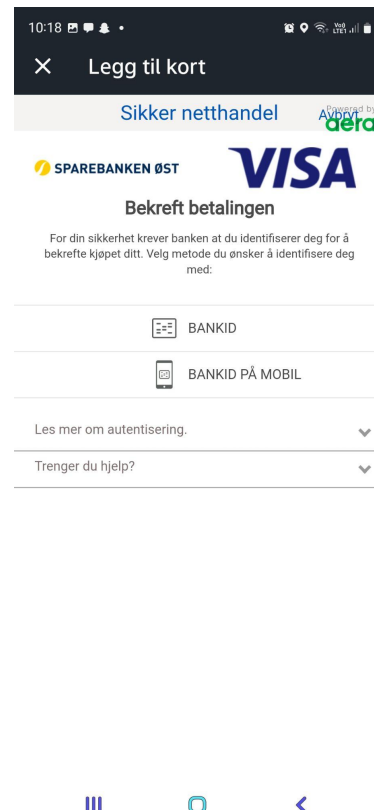 10:18
Vo))
LTE1
Legg til kort
Sikker netthandel
Avbryt
Powered by
aera
SPAREBANKEN ØST
VISA
Bekreft betalingen
For din sikkerhet krever banken at du identifiserer deg for å
bekrefte kjøpet ditt. Velg metode du ønsker å identifisere deg
med:
BANKID
BANKID PÅ MOBIL
Les mer om autentisering.
Trenger du hjelp?